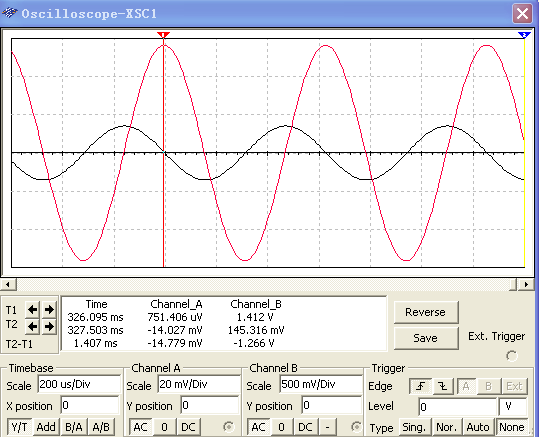 Oscilloscope-XSC1
1 2
T1
T2
T2-T1
Time Channel_A Channel_B
326.095 ms 751.406 uV 1.412 V
327.503 ms -14.027 mV 145.316 mV
1.407 ms -14.779 mV -1.266 V
Reverse
Save
Ext. Trigger
Timebase
Scale 200 us/Div
X position 0
Y/T Add B/A A/B
Channel A
Scale 20 mV/Div
Y position 0
AC 0 DC
Channel B
Scale 500 mV/Div
Y position 0
AC 0 DC -
Trigger
Edge A B Ext
Level 0 V
Type Sing. Nor. Auto None